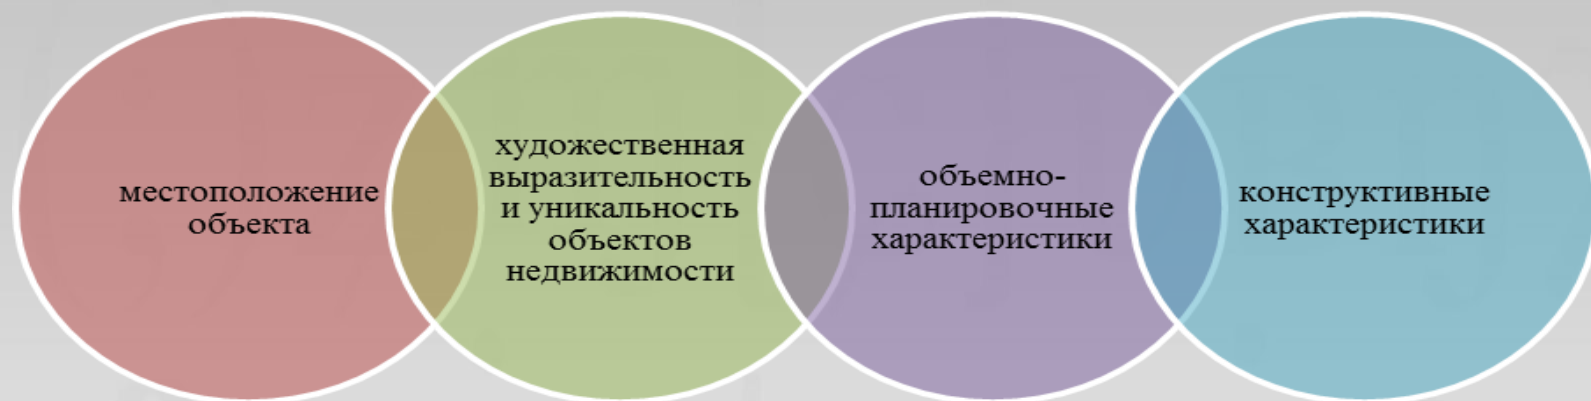 местоположение
объекта
художественная
выразительность
и уникальность
объектов
недвижимости
объемно-
планировочные
характеристики
конструктивные
характеристики